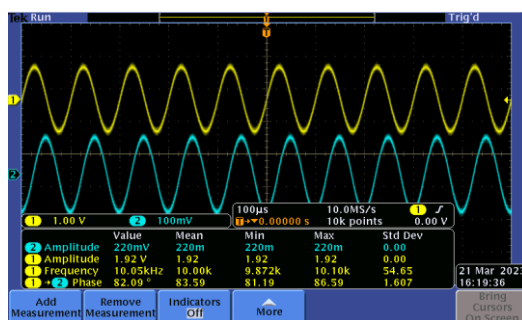 Tek Run Trig'd
T
1
2
100µs 10.0MS/s 1
1 1.00 V 2 100mV T→▼0.00000 s 10k points 0.00 V
Value Mean Min Max Std Dev
2 Amplitude 220mV 220m 220m 220m 0.00
1 Amplitude 1.92 V 1.92 1.92 1.92 0.00
1 Frequency 10.05kHz 10.00k 9.872k 10.10k 54.65
1 →2 Phase 82.09 ° 83.59 81.19 86.59 1.607
21 Mar 2023
16:19:36
Add Measurement
Remove Measurement
Indicators Off
More
Bring Cursors On Screen